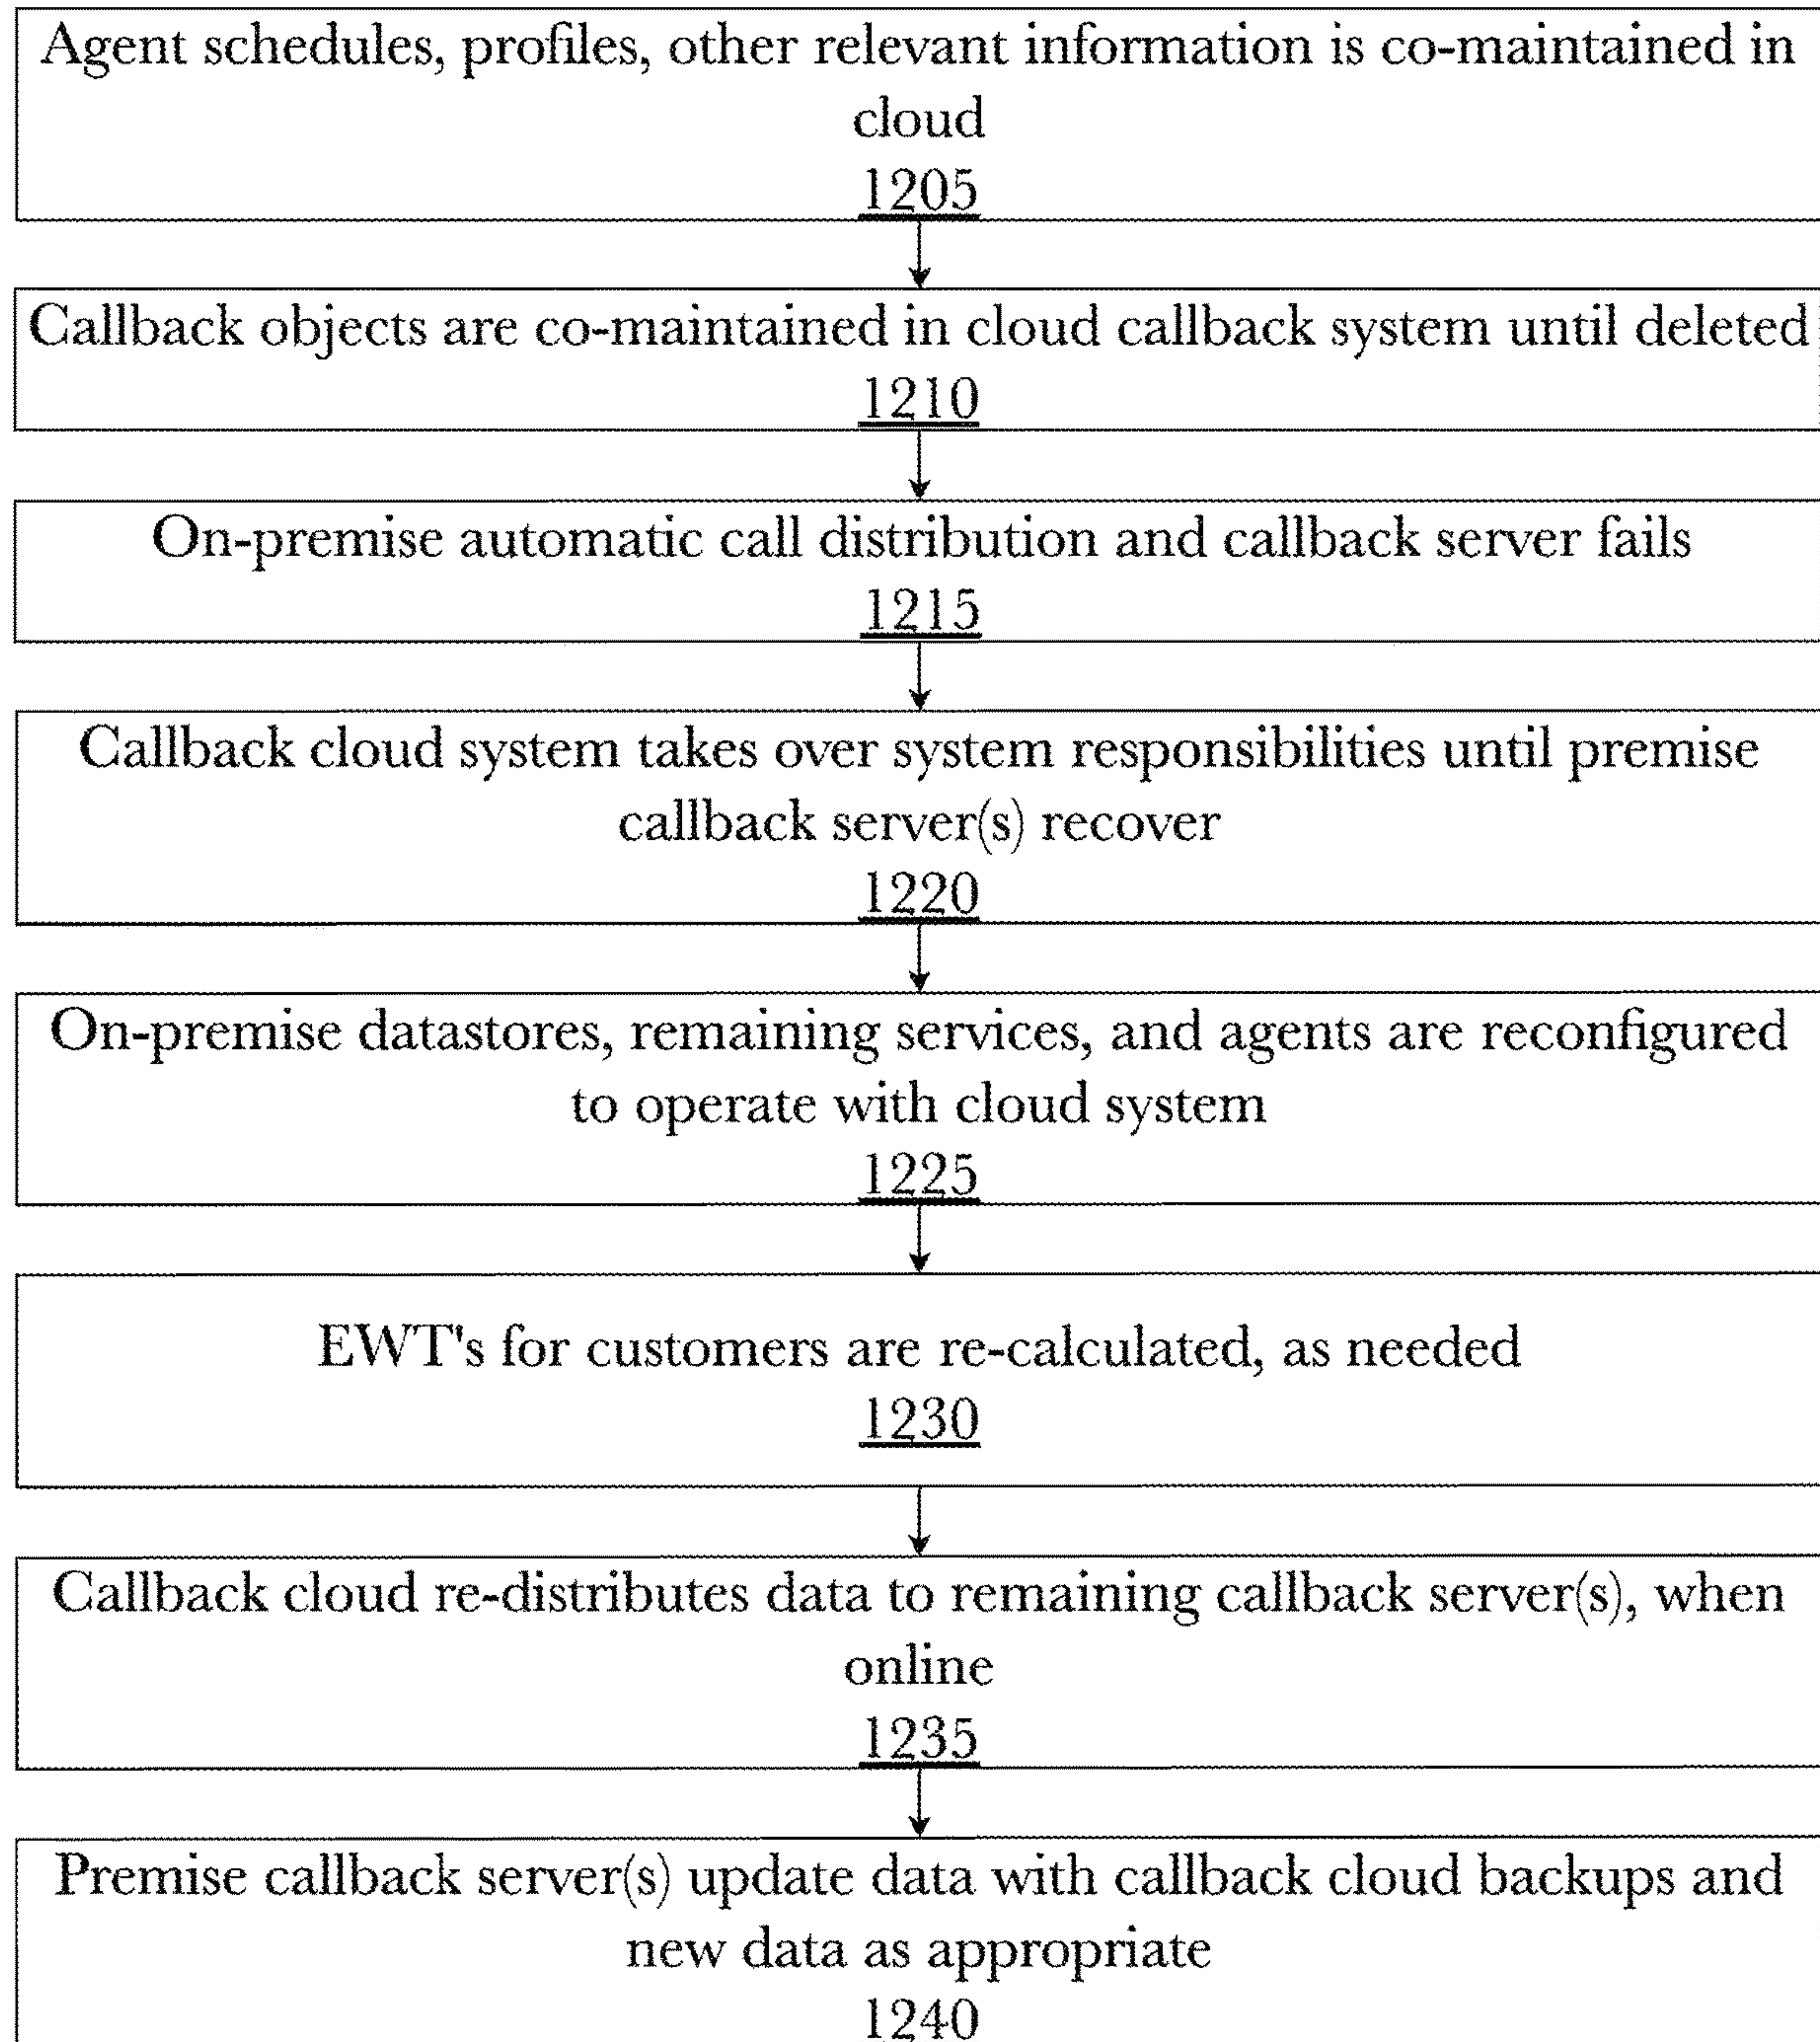 Agent schedules, profiles, other relevant information is co-maintained in
cloud
1205
Callback objects are co-maintained in cloud callback system until deleted
1210
On-premise automatic call distribution and callback server fails
1215
Callback cloud system takes over system responsibilities until premise
callback server(s) recover
1220
On-premise datastores, remaining services, and agents are reconfigured
to operate with cloud system
1225
EWT's for customers are re-calculated, as needed
1230
Callback cloud re-distributes data to remaining callback server(s), when
online
1235
Premise callback server(s) update data with callback cloud backups and
new data as appropriate
1240